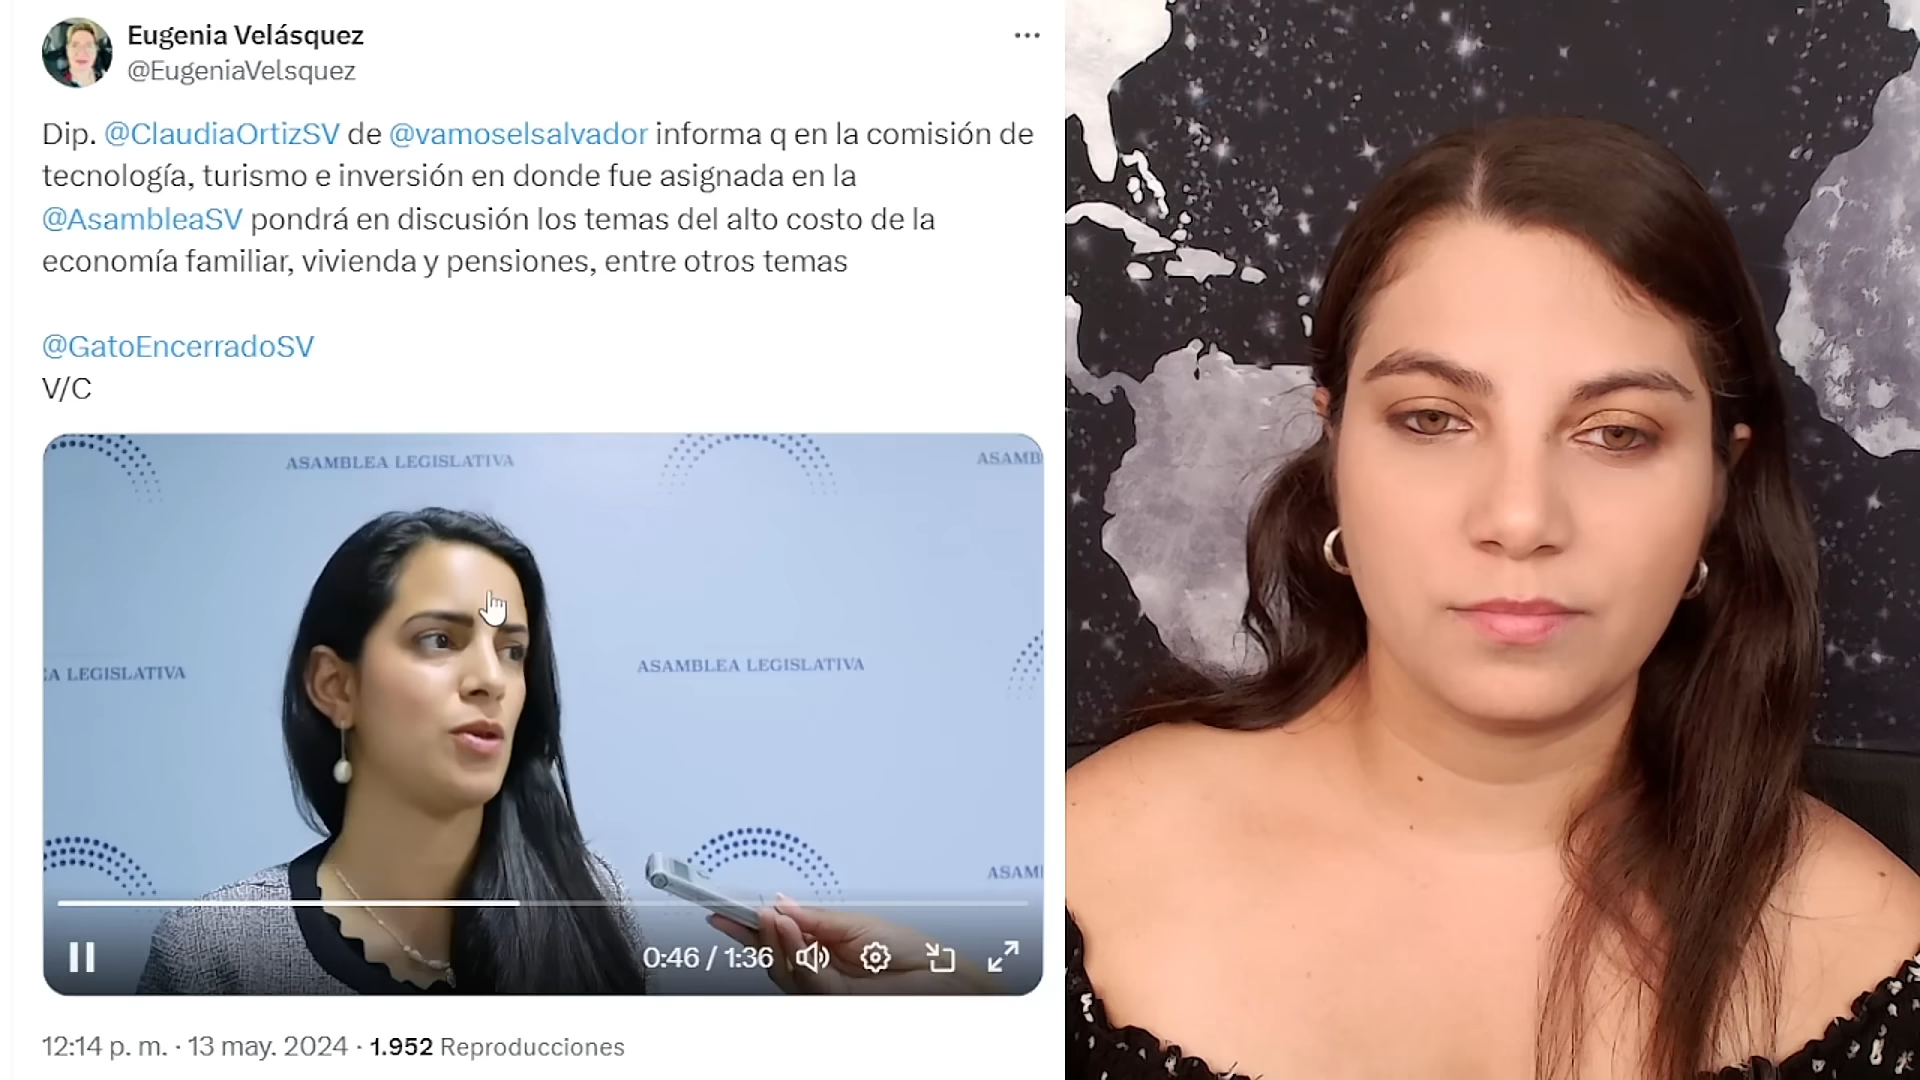 Eugenia Velásquez
@EugeniaVelsquez
Dip. @ClaudiaOrtizSV de @vamoselsalvador informa q en la comisión de
tecnología, turismo e inversión en donde fue asignada en la
@AsambleaSV pondrá en discusión los temas del alto costo de la
economía familiar, vivienda y pensiones, entre otros temas
@GatoEncerradoSV
V/C
ASAMBLEA LEGISLATIVA
ASAMB
A LEGISLATIVA
ASAMBLEA LEGISLATIVA
ASAM
0:46 / 1:36
12:14 p. m. · 13 may. 2024 · 1.952 Reproducciones